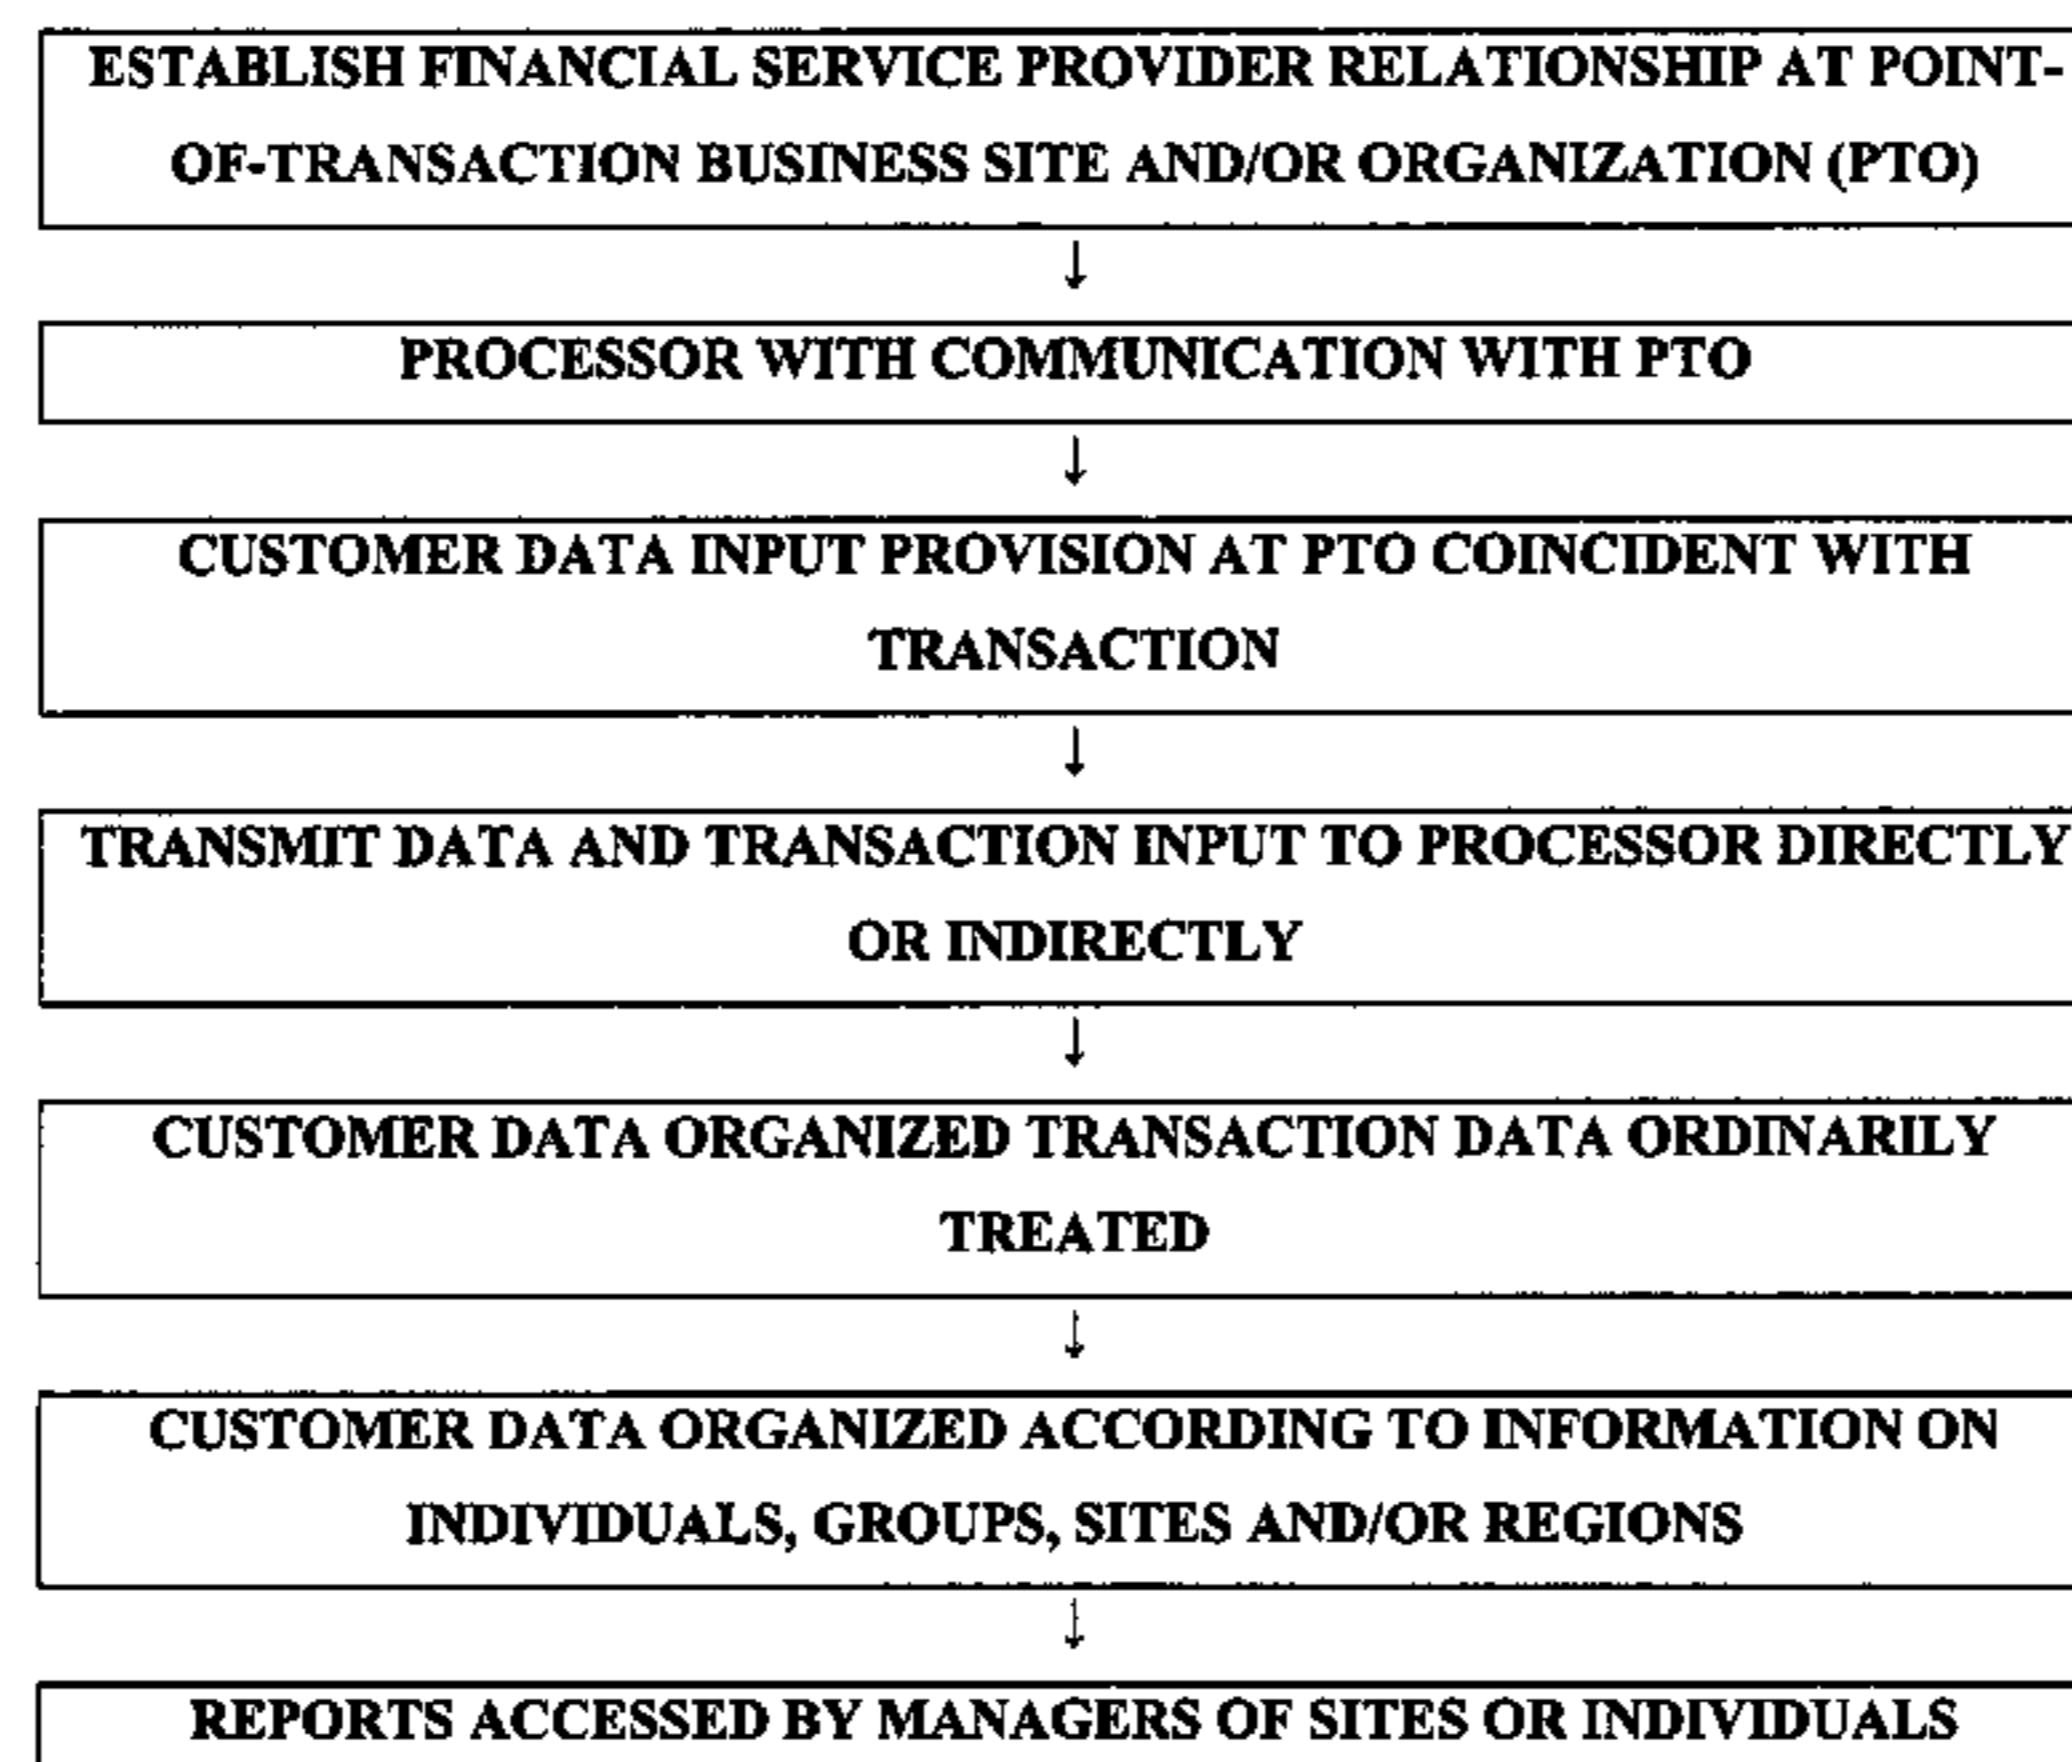 ESTABLISH FINANCIAL SERVICE PROVIDER RELATIONSHIP AT POINT-
OF-TRANSACTION BUSINESS SITE AND/OR ORGANIZATION (PTO)
PROCESSOR WITH COMMUNICATION WITH PTO
CUSTOMER DATA INPUT PROVISION AT PTO COINCIDENT WITH
TRANSACTION
TRANSMIT DATA AND TRANSACTION INPUT TO PROCESSOR DIRECTLY
OR INDIRECTLY
CUSTOMER DATA ORGANIZED TRANSACTION DATA ORDINARILY
TREATED
CUSTOMER DATA ORGANIZED ACCORDING TO INFORMATION ON
INDIVIDUALS, GROUPS, SITES AND/OR REGIONS
REPORTS ACCESSED BY MANAGERS OF SITES OR INDIVIDUALS